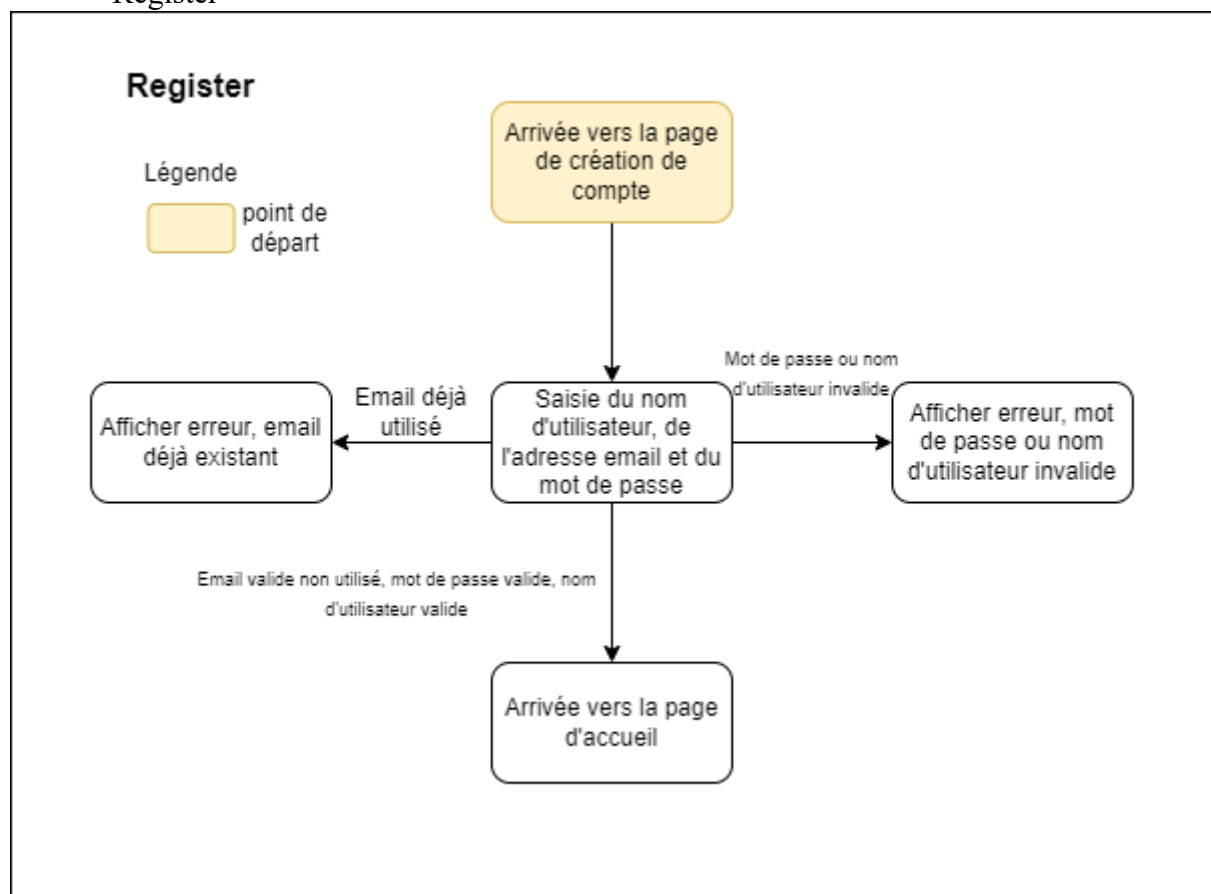 Register
Register
Arrivée vers la page
de création de
compte
Légende
point de
départ
Mot de passe ou nom
d'utilisateur invalide
Email déjà
utilisé
Afficher erreur, email
déjà existant
Saisie du nom
d'utilisateur, de
l'adresse email et du
mot de passe
Afficher erreur, mot
de passe ou nom
d'utilisateur invalide
Email valide non utilisé, mot de passe valide, nom
d'utilisateur valide
Arrivée vers la page
d'accueil